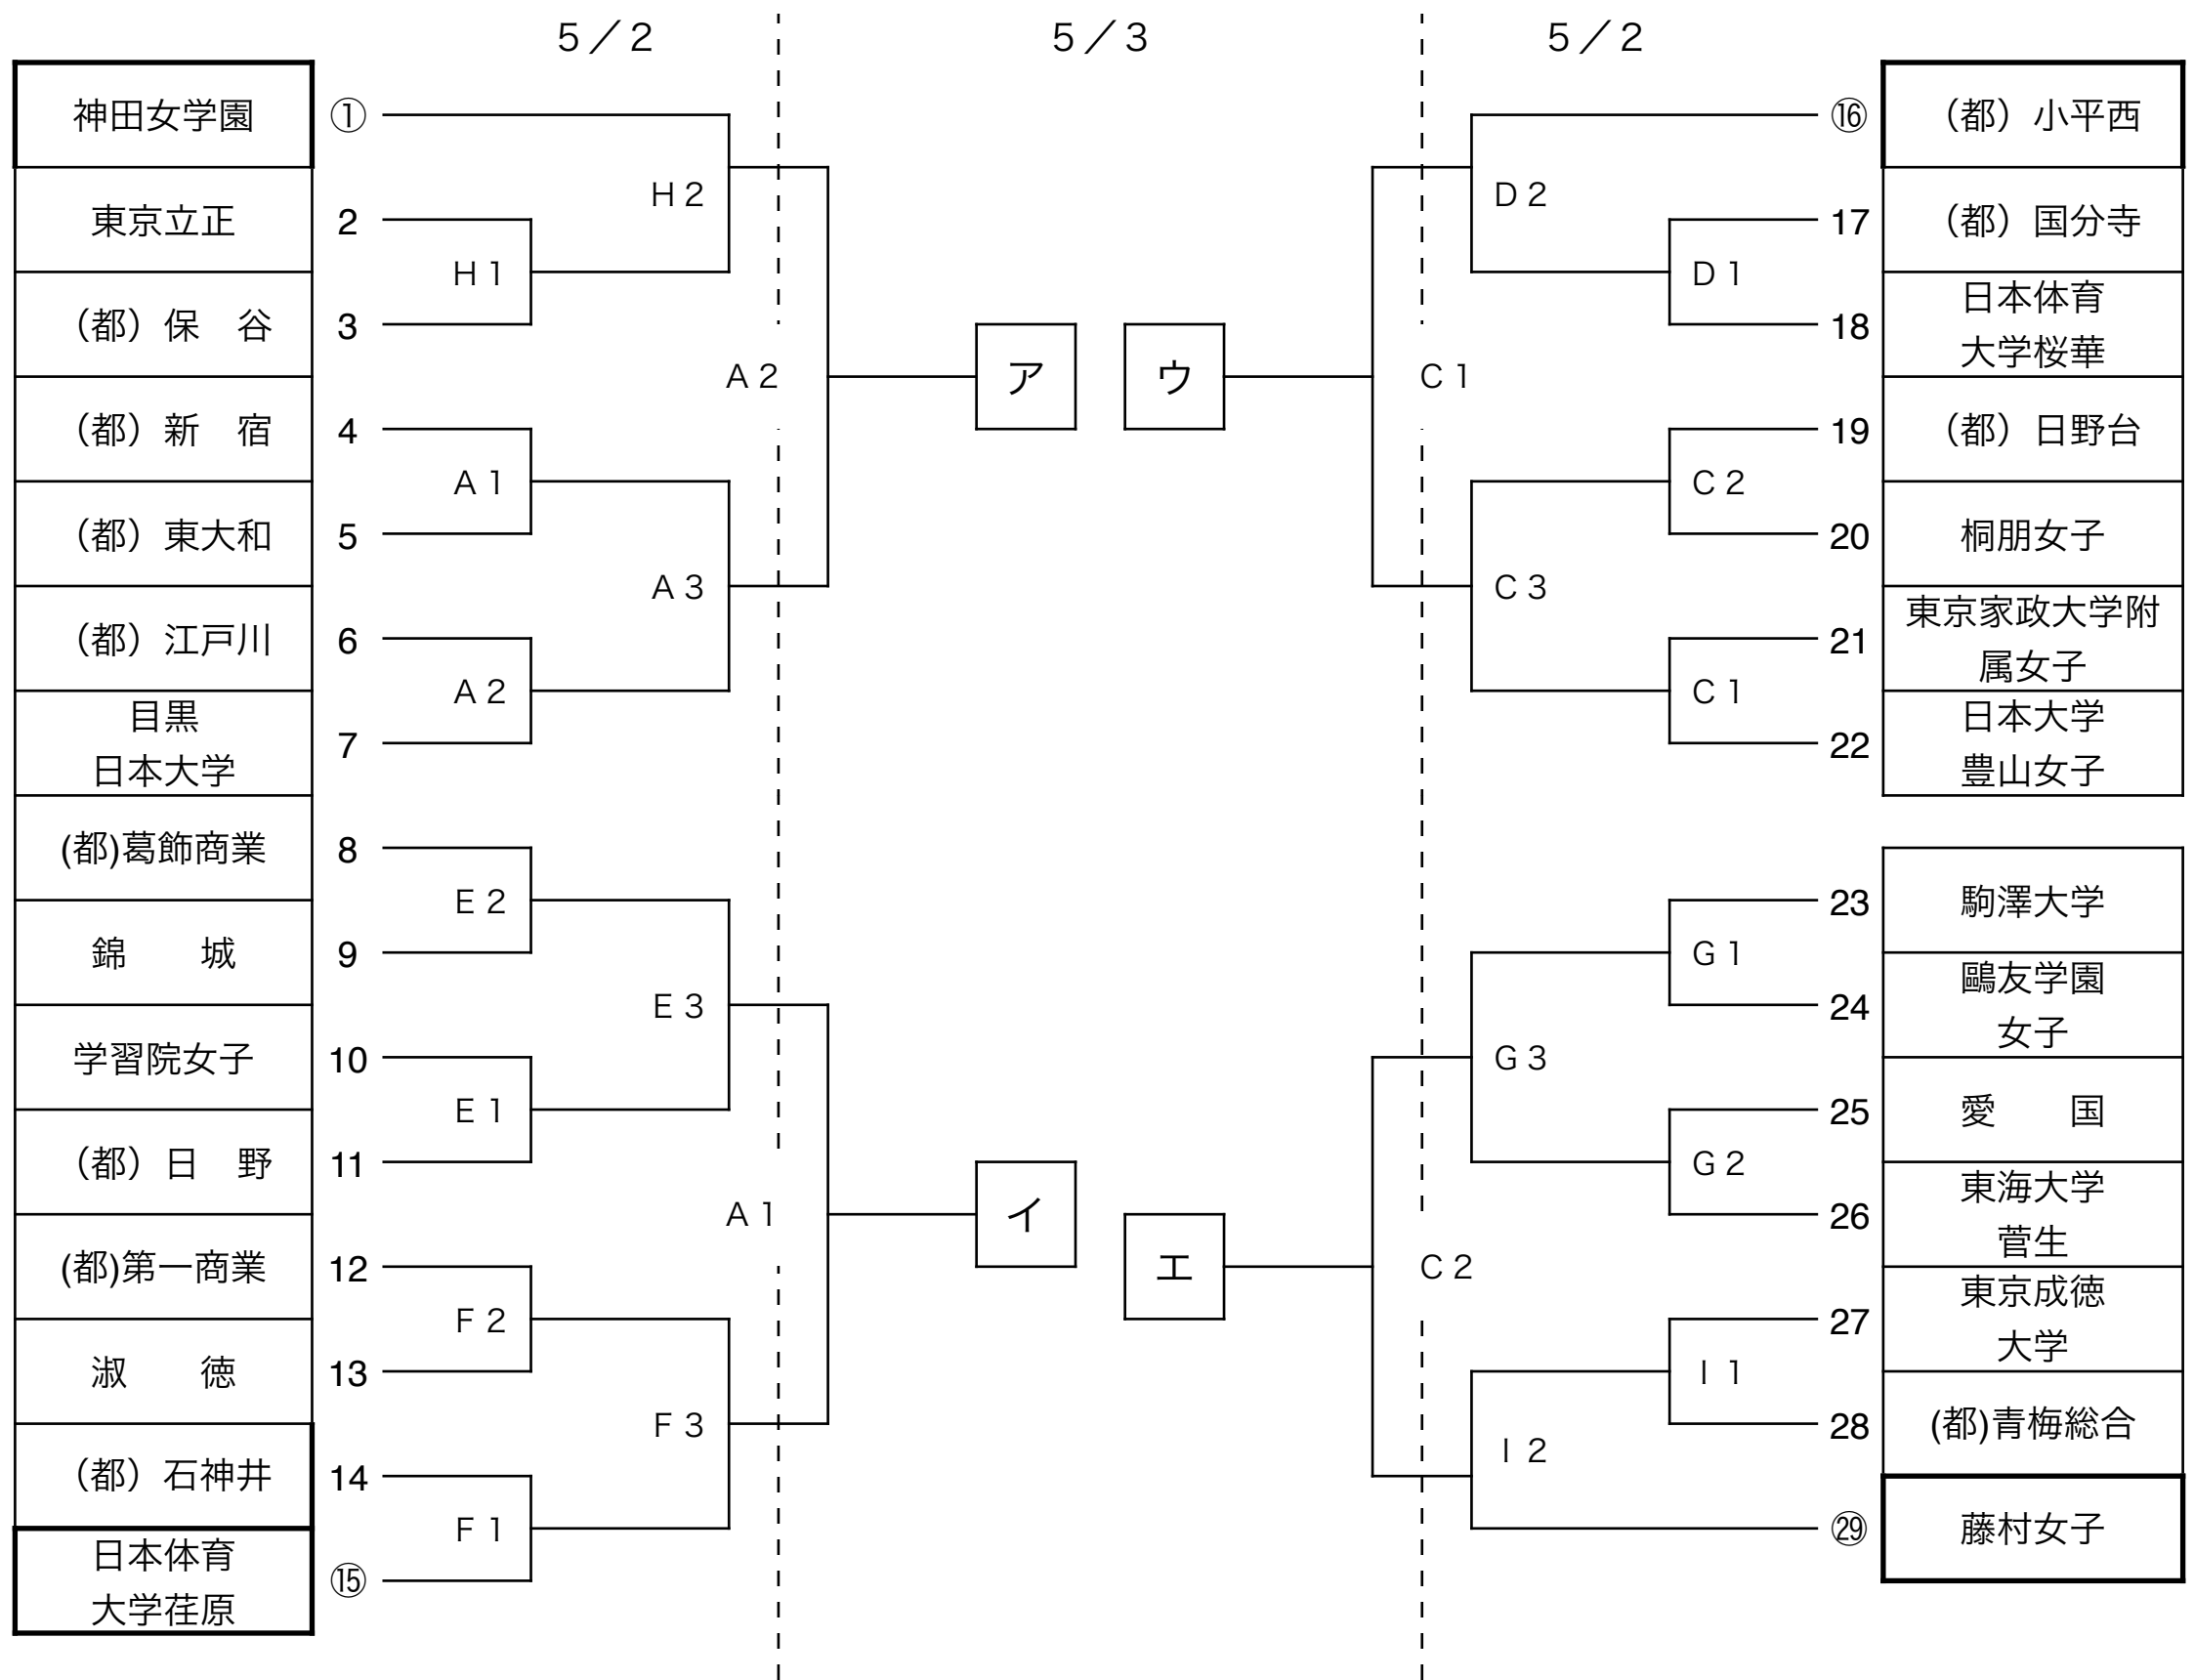 ５／２
５／３
５／２
神田女学園
①
東京立正
2
（都）保　谷
3
（都）新　宿
4
（都）東大和
5
（都）江戸川
6
目黒
日本大学
7
(都)葛飾商業
8
錦　　城
9
学習院女子
10
（都）日　野
11
(都)第一商業
12
淑　　徳
13
（都）石神井
14
日本体育
大学荏原
⑮
Ｈ２
Ｈ１
Ａ２
Ａ１
Ａ３
Ａ２
Ｅ２
Ｅ３
Ｅ１
Ａ１
Ｆ２
Ｆ３
Ｆ１
ア
ウ
イ
エ
Ｄ２
Ｄ１
Ｃ１
Ｃ２
Ｃ３
Ｃ１
Ｇ１
Ｇ３
Ｇ２
Ｃ２
Ｉ１
Ｉ２
⑯
（都）小平西
17
（都）国分寺
18
日本体育
大学桜華
19
（都）日野台
20
桐朋女子
21
東京家政大学附
属女子
22
日本大学
豊山女子
23
駒澤大学
24
鷗友学園
女子
25
愛　　国
26
東海大学
菅生
27
東京成徳
大学
28
(都)青梅総合
㉙
藤村女子